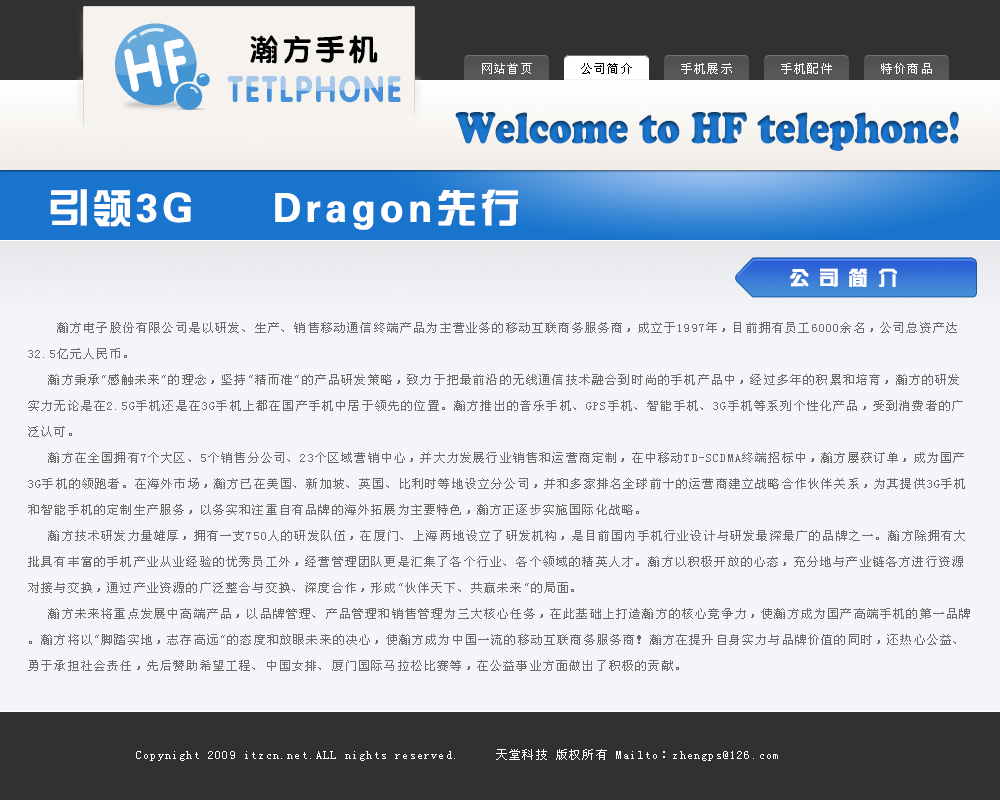 HF
瀚方手机
TETLPHONE
网站首页 公司简介 手机展示 手机配件 特价商品
Welcome to HF telephone!
引领3G Dragon先行
公司简介
瀚方电子股份有限公司是以研发、生产、销售移动通信终端产品为主营业务的移动互联商务服务商，成立于1997年，目前拥有员工6000余名，公司总资产达
32.5亿元人民币。
瀚方秉承“感触未来“的理念，坚持“精而准“的产品研发策略，致力于把最前沿的无线通信技术融合到时尚的手机产品中，经过多年的积累和培育，瀚方的研发
实力无论是在2.5G手机还是在3G手机上都在国产手机中居于领先的位置。瀚方推出的音乐手机、GPS手机、智能手机、3G手机等系列个性化产品，受到消费者的广
泛认可。
瀚方在全国拥有7个大区、5个销售分公司、23个区域营销中心，并大力发展行业销售和运营商定制，在中移动TD-SCDMA终端招标中，瀚方屡获订单，成为国产
3G手机的领跑者。在海外市场，瀚方已在美国、新加坡、英国、比利时等地设立分公司，并和多家排名全球前十的运营商建立战略合作伙伴关系，为其提供3G手机
和智能手机的定制生产服务，以务实和注重自有品牌的海外拓展为主要特色，瀚方正逐步实施国际化战略。
瀚方技术研发力量雄厚，拥有一支750人的研发队伍，在厦门、上海两地设立了研发机构，是目前国内手机行业设计与研发最深最广的品牌之一。瀚方除拥有大
批具有丰富的手机产业从业经验的优秀员工外，经营管理团队更是汇集了各个行业、各个领域的精英人才。瀚方以积极开放的心态，充分地与产业链各方进行资源
对接与交换，通过产业资源的广泛整合与交换、深度合作，形成“伙伴天下、共赢未来“的局面。
瀚方未来将重点发展中高端产品，以品牌管理、产品管理和销售管理为三大核心任务，在此基础上打造瀚方的核心竞争力，使瀚方成为国产高端手机的第一品牌
。瀚方将以“脚踏实地，志存高远“的态度和放眼未来的决心，使瀚方成为中国一流的移动互联商务服务商！瀚方在提升自身实力与品牌价值的同时，还热心公益、
勇于承担社会责任，先后赞助希望工程、中国女排、厦门国际马拉松比赛等，在公益事业方面做出了积极的贡献。
Copyright 2009 itzcn.net.ALL nights reserved. 天堂科技 版权所有 Mailto：zhengps@126.com